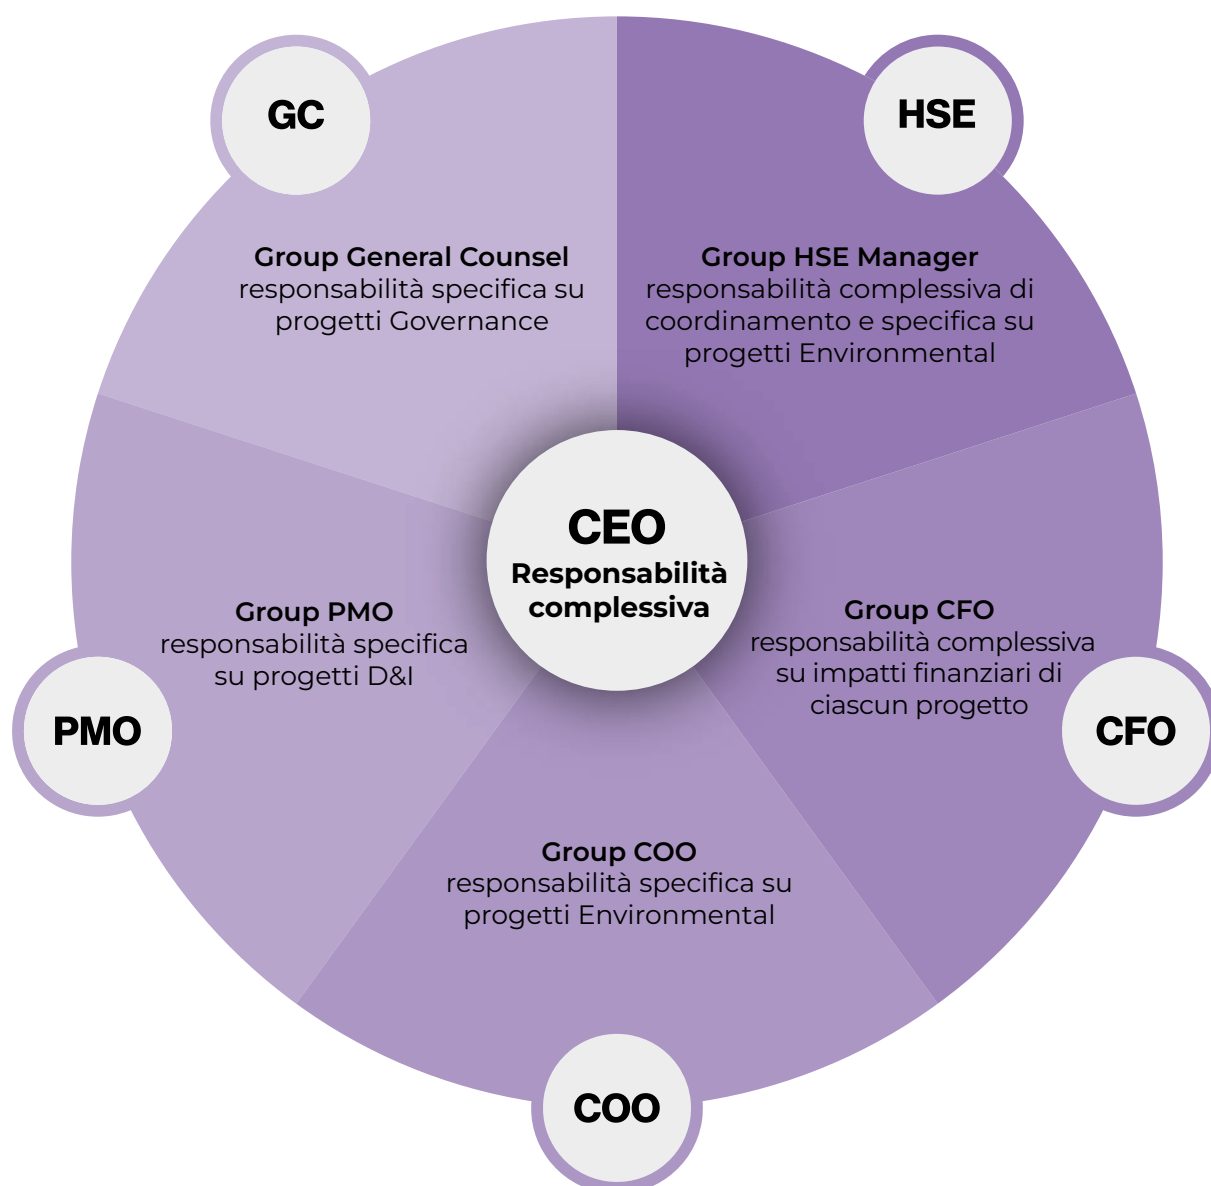 GC
HSE
Group General Counsel
responsabilità specifica su
progetti Governance
Group HSE Manager
responsabilità complessiva di
coordinamento e specifica su
progetti Environmental
CEO
Responsabilità
complessiva
Group PMO
responsabilità specifica
su progetti D&I
Group CFO
responsabilità complessiva
su impatti finanziari di
ciascun progetto
PMO
CFO
Group COO
responsabilità specifica su
progetti Environmental
COO